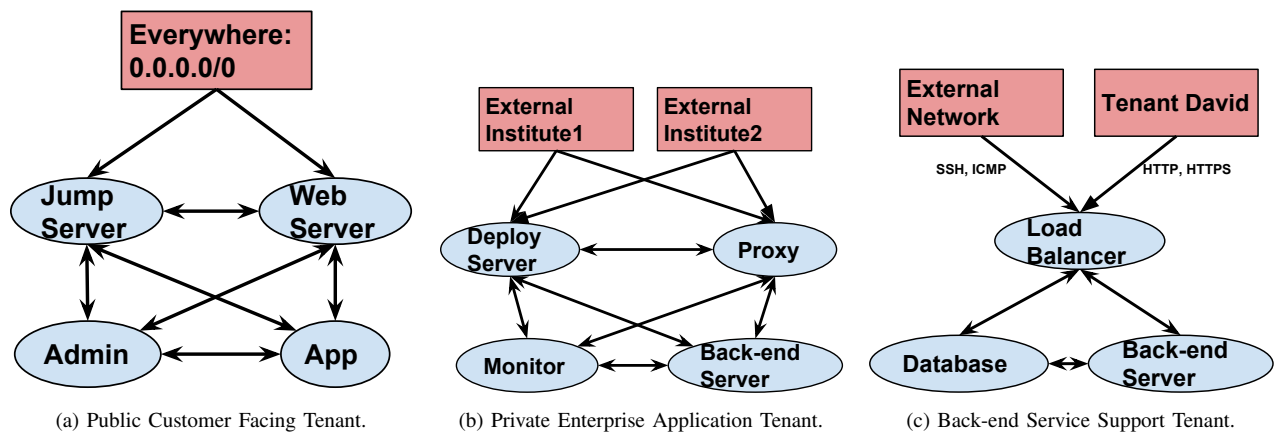 Everywhere:
0.0.0.0/0
Jump
Server
Web
Server
Admin
App
(a) Public Customer Facing Tenant.
External
Institute1
External
Institute2
Deploy
Server
Proxy
Monitor
Back-end
Server
(b) Private Enterprise Application Tenant.
External
Network
Tenant David
SSH, ICMP
HTTP, HTTPS
Load
Balancer
Database
Back-end
Server
(c) Back-end Service Support Tenant.